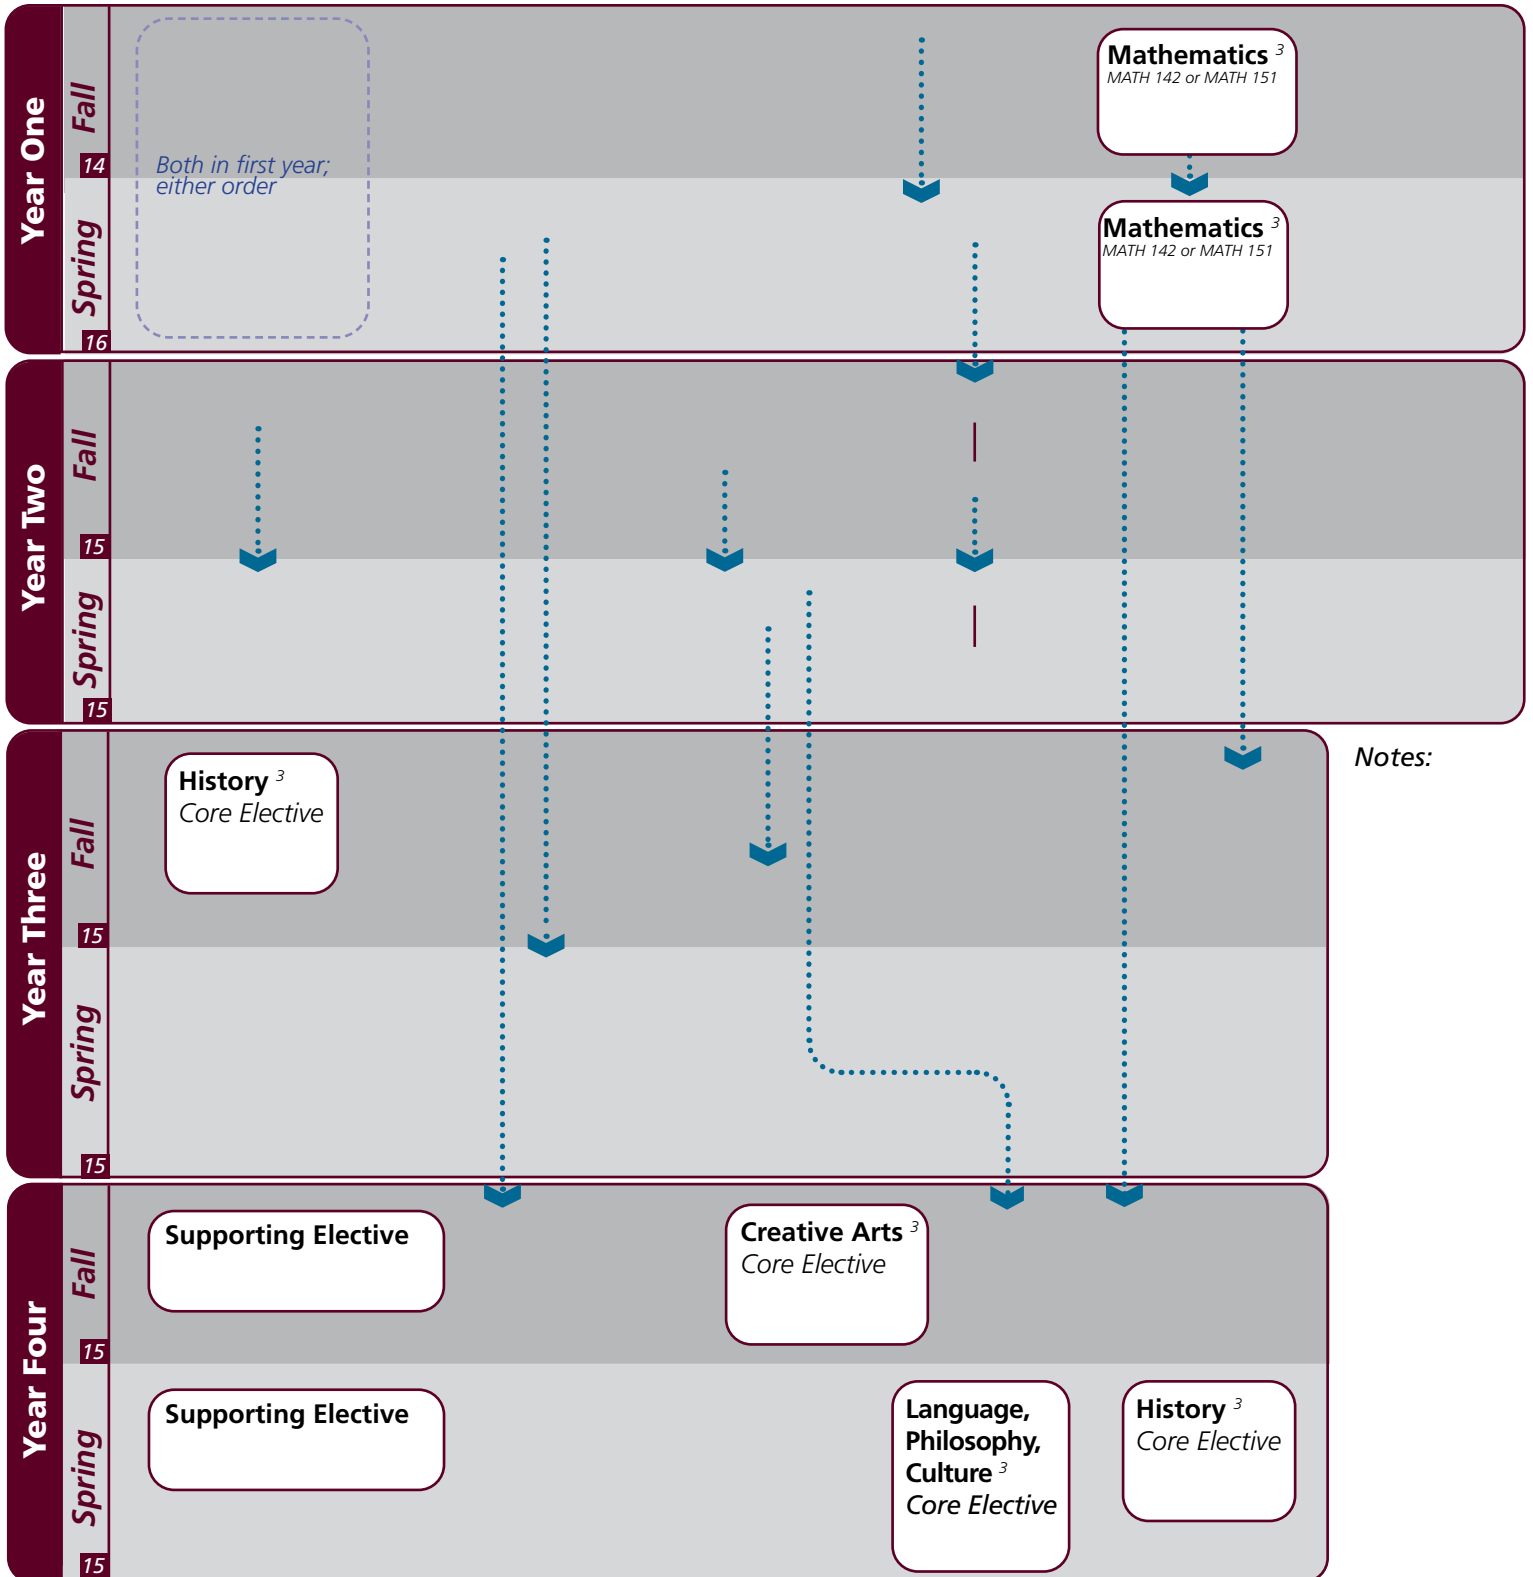 Year One
Fall
14
Both in first year;
either order
Mathematics 3
MATH 142 or MATH 151
Spring
16
Mathematics 3
MATH 142 or MATH 151
Year Two
Fall
15
Spring
15
Year Three
Fall
15
History 3
Core Elective
Notes:
Spring
15
Year Four
Fall
15
Supporting Elective
Creative Arts 3
Core Elective
Spring
15
Supporting Elective
Language,
Philosophy,
Culture 3
Core Elective
History 3
Core Elective